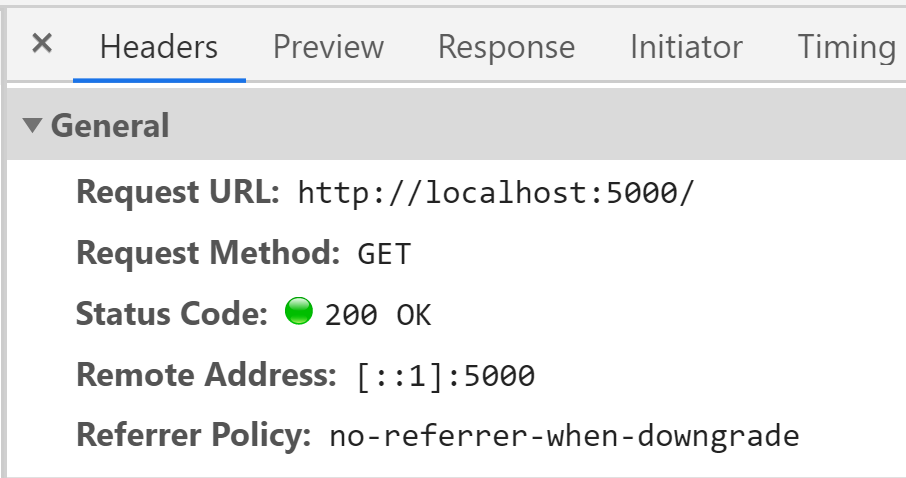 Headers Preview Response Initiator Timing
General
Request URL: http://localhost:5000/
Request Method: GET
Status Code: 200 OK
Remote Address: [::1]:5000
Referrer Policy: no-referrer-when-downgrade